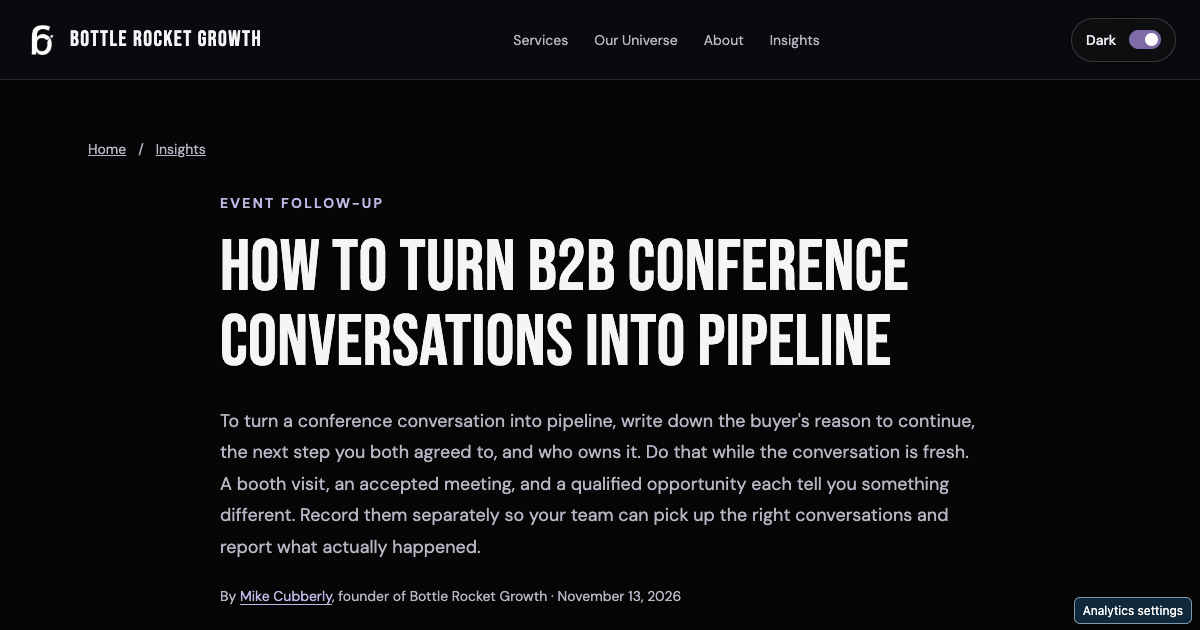 BOTTLE ROCKET GROWTH
Services
Our Universe
About
Insights
Dark
Home / Insights
EVENT FOLLOW-UP
HOW TO TURN B2B CONFERENCE
CONVERSATIONS INTO PIPELINE
To turn a conference conversation into pipeline, write down the buyer's reason to continue,
the next step you both agreed to, and who owns it. Do that while the conversation is fresh.
A booth visit, an accepted meeting, and a qualified opportunity each tell you something
different. Record them separately so your team can pick up the right conversations and
report what actually happened.
By Mike Cubberly, founder of Bottle Rocket Growth · November 13, 2026
Analytics settings